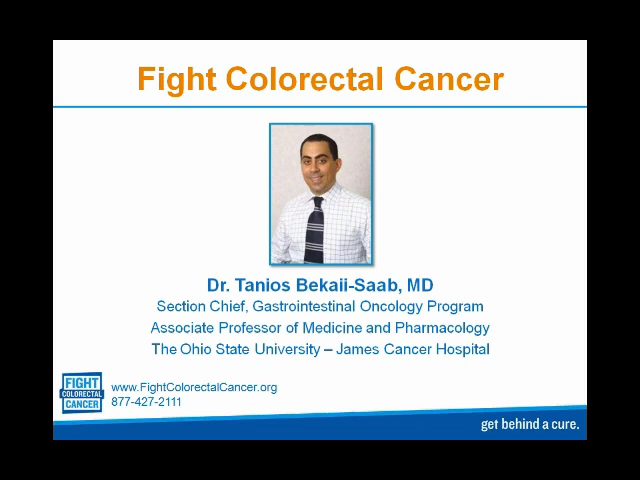 Fight Colorectal Cancer
Dr. Tanios Bekaii-Saab, MD
Section Chief, Gastrointestinal Oncology Program
Associate Professor of Medicine and Pharmacology
The Ohio State University – James Cancer Hospital
FIGHT
COLORECTAL
CANCER
www.FightColorectalCancer.org
877-427-2111
get behind a cure.